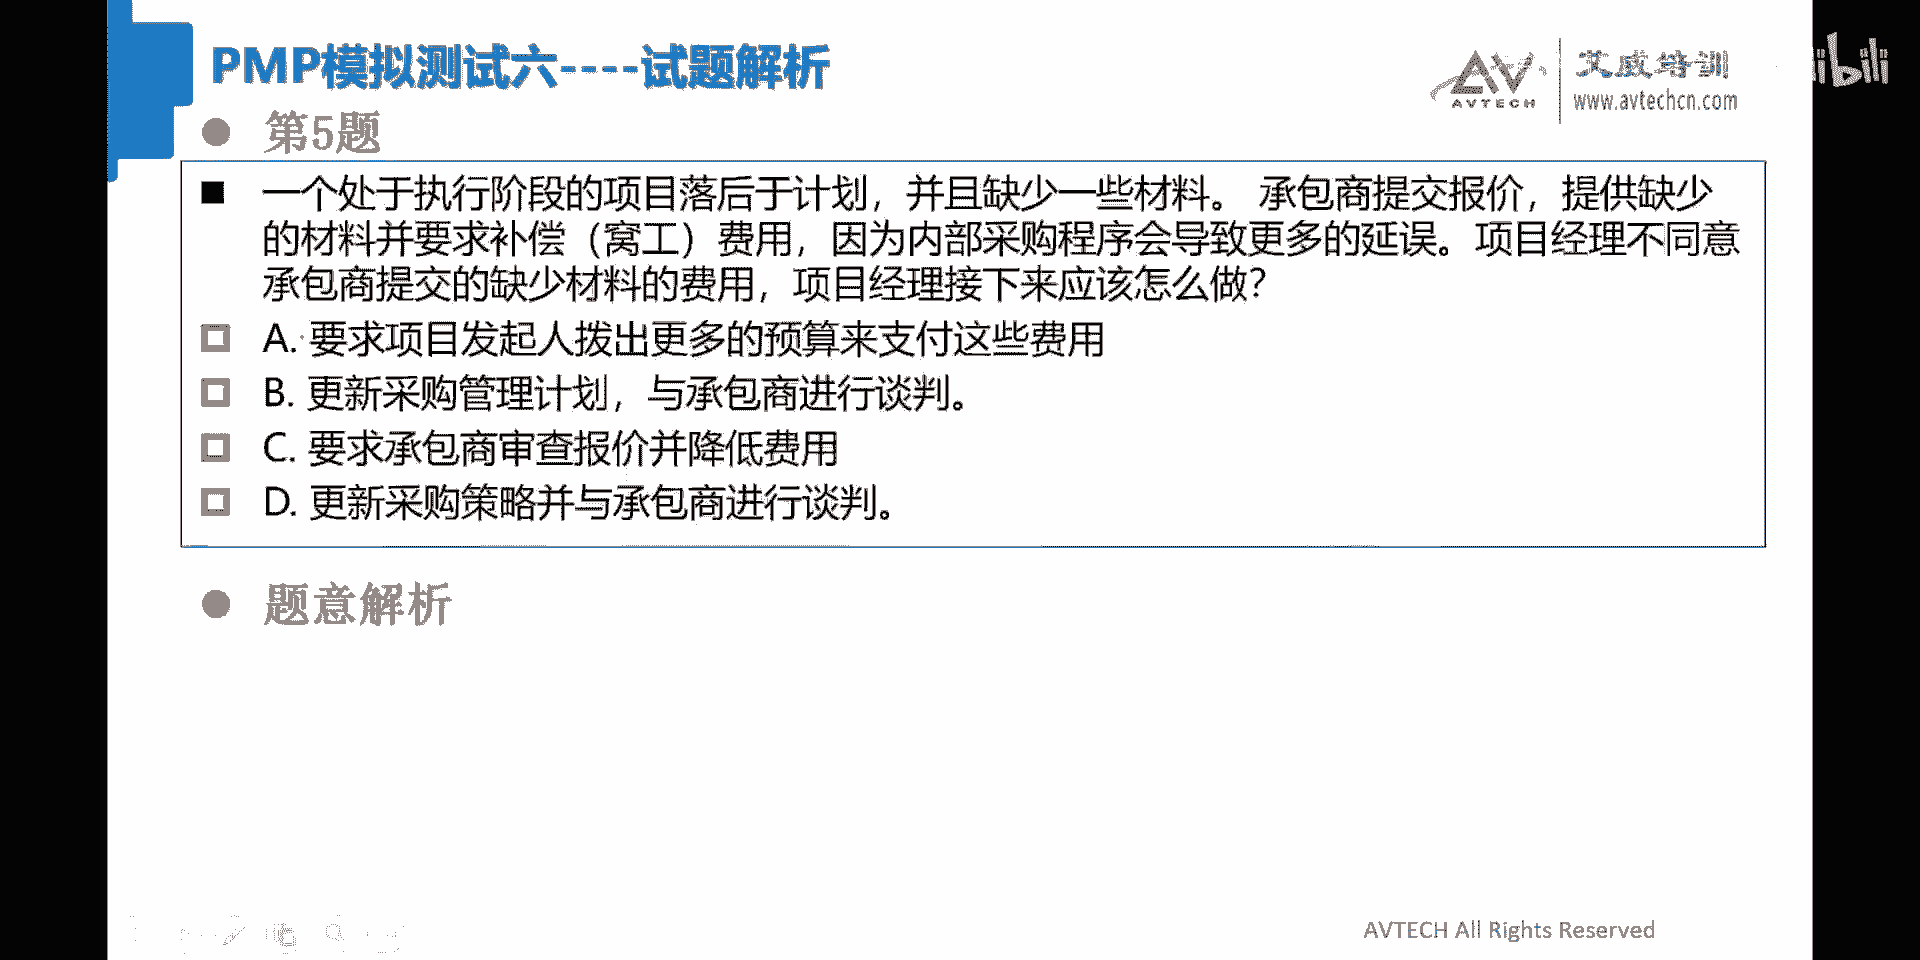 PMP模拟测试六----试题解析
AVTECH
艾威培训
www.avtechcn.com
bili
第5题
一个处于执行阶段的项目落后于计划，并且缺少一些材料。 承包商提交报价，提供缺少
的材料并要求补偿（窝工）费用，因为内部采购程序会导致更多的延误。项目经理不同意
承包商提交的缺少材料的费用，项目经理接下来应该怎么做?
A. 要求项目发起人拨出更多的预算来支付这些费用
B. 更新采购管理计划，与承包商进行谈判。
C. 要求承包商审查报价并降低费用
D. 更新采购策略并与承包商进行谈判。
题意解析
AVTECH All Rights Reserved